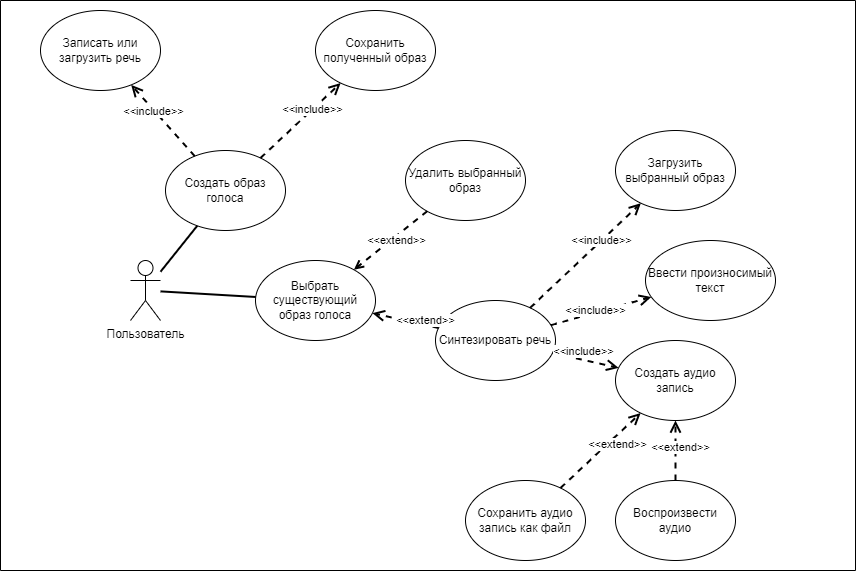 Записать или
загрузить речь
Сохранить
полученный образ
<<include>>
<<include>>
Создать образ
голоса
Удалить выбранный
образ
Загрузить
выбранный образ
<<extend>>
<<include>>
Пользователь
Выбрать
существующий
образ голоса
Ввести произносимый
текст
<<extend>>
<<include>>
Синтезировать речь
<<include>>
Создать аудио
запись
<<extend>>
<<extend>>
Сохранить аудио
запись как файл
Воспроизвести
аудио